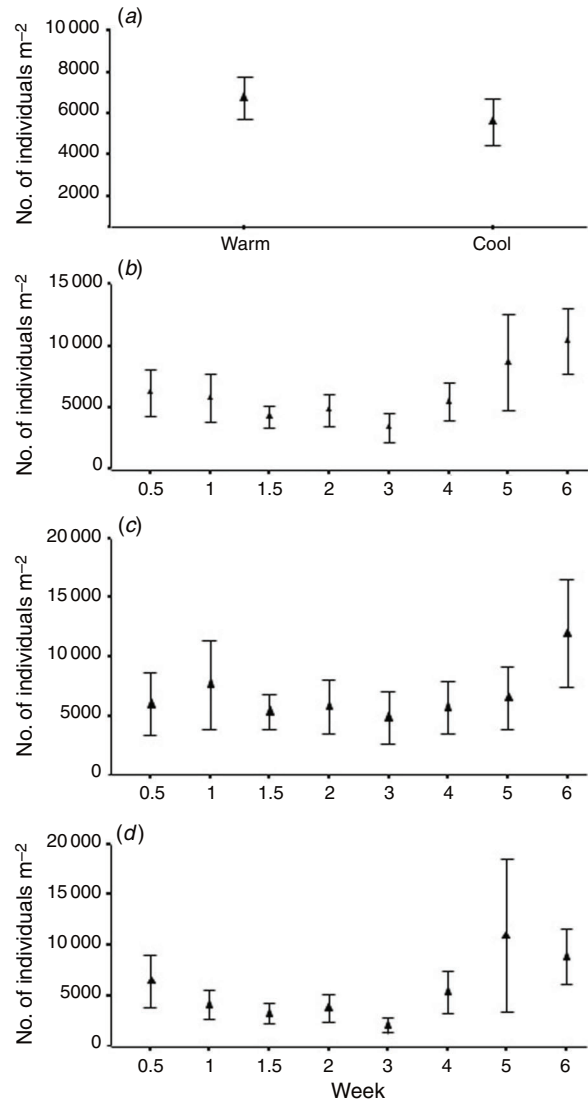 (a)
No. of individuals m⁻²
10 000
8000
6000
4000
2000
Warm Cool
(b)
No. of individuals m⁻²
15 000
10 000
5000
0
0.5 1 1.5 2 3 4 5 6
(c)
No. of individuals m⁻²
20 000
15 000
10 000
5000
0
0.5 1 1.5 2 3 4 5 6
(d)
No. of individuals m⁻²
20 000
15 000
10 000
5000
0
0.5 1 1.5 2 3 4 5 6
Week